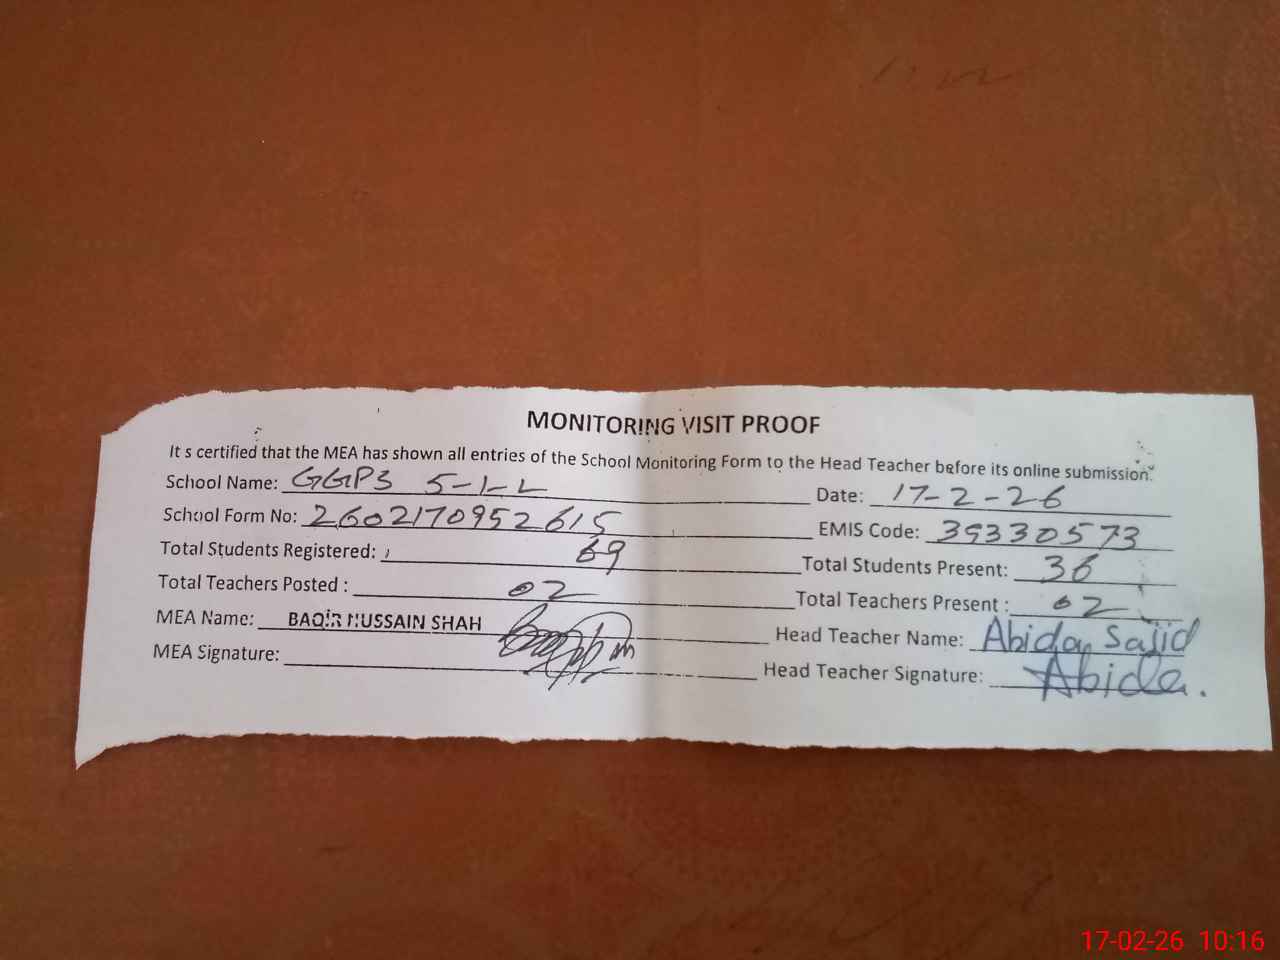 MONITORING VISIT PROOF
It s certified that the MEA has shown all entries of the School Monitoring Form to the Head Teacher before its online submission.
School Name: GGPS 5-1-L Date: 17-2-26
School Form No: 2602170952615 EMIS Code: 39330573
Total Students Registered: 69 Total Students Present: 36
Total Teachers Posted : 02 Total Teachers Present : 02
MEA Name: BAQIR HUSSAIN SHAH Head Teacher Name: Abida Sajid
MEA Signature: Head Teacher Signature: Abida.
17-02-26 10:16